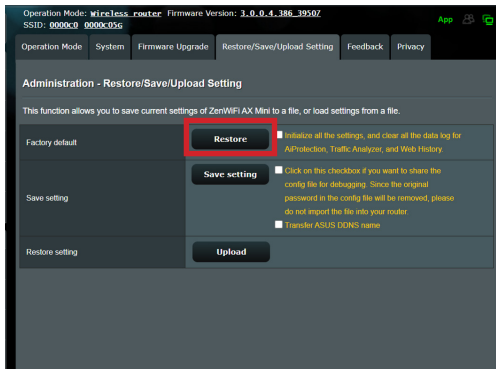 Operation Mode: Wireless router Firmware Version: 3.0.0.4.386_39507
SSID: 0000c0 0000c05G
App
Operation Mode System Firmware Upgrade Restore/Save/Upload Setting Feedback Privacy
Administration - Restore/Save/Upload Setting
This function allows you to save current settings of ZenWiFi AX Mini to a file, or load settings from a file.
Factory default
Restore
Initialize all the settings, and clear all the data log for
AiProtection, Traffic Analyzer, and Web History.
Save setting
Save setting
Click on this checkbox if you want to share the
config file for debugging. Since the original
password in the config file will be removed, please
do not import the file into your router.
Transfer ASUS DDNS name
Restore setting
Upload